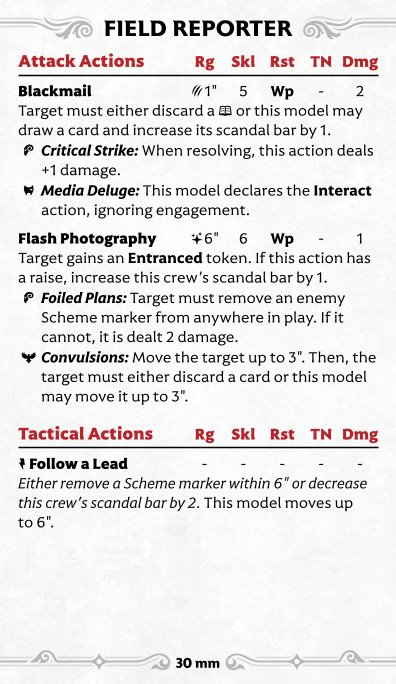 FIELD REPORTER
Attack Actions Rg Skl Rst TN Dmg
Blackmail 1" 5 Wp - 2
Target must either discard a or this model may
draw a card and increase its scandal bar by 1.
Critical Strike: When resolving, this action deals
+1 damage.
Media Deluge: This model declares the Interact
action, ignoring engagement.
Flash Photography 6" 6 Wp - 1
Target gains an Entranced token. If this action has
a raise, increase this crew's scandal bar by 1.
Foiled Plans: Target must remove an enemy
Scheme marker from anywhere in play. If it
cannot, it is dealt 2 damage.
Convulsions: Move the target up to 3". Then, the
target must either discard a card or this model
may move it up to 3".
Tactical Actions Rg Skl Rst TN Dmg
Follow a Lead - - - - -
Either remove a Scheme marker within 6" or decrease
this crew's scandal bar by 2. This model moves up
to 6".
30 mm